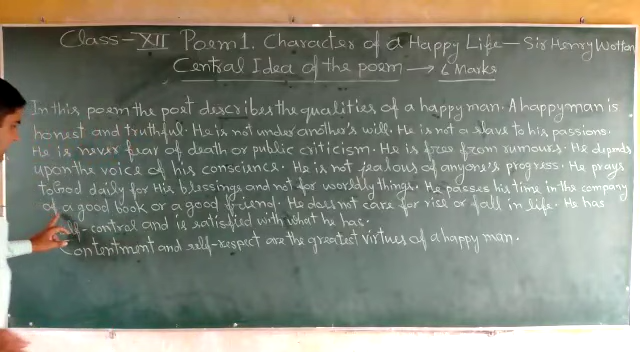 Class-XII Poem 1. Character of a Happy Life - Sir Henry Wotton
Central Idea of the poem → 6 Marks
In this poem the poet describes the qualities of a happy man. A happy man is
honest and truthful. He is not under another's will. He is not a slave to his passions.
He is never fear of death or public criticism. He is free from rumours. He depends
upon the voice of his conscience. He is not jealous of anyone's progress. He prays
to God daily for His blessings and not for worldly things. He passes his time in the company
of a good book or a good friend. He does not care for rise or fall in life. He has
-control and is satisfied with what he has.
Contentment and self-respect are the greatest virtues of a happy man.